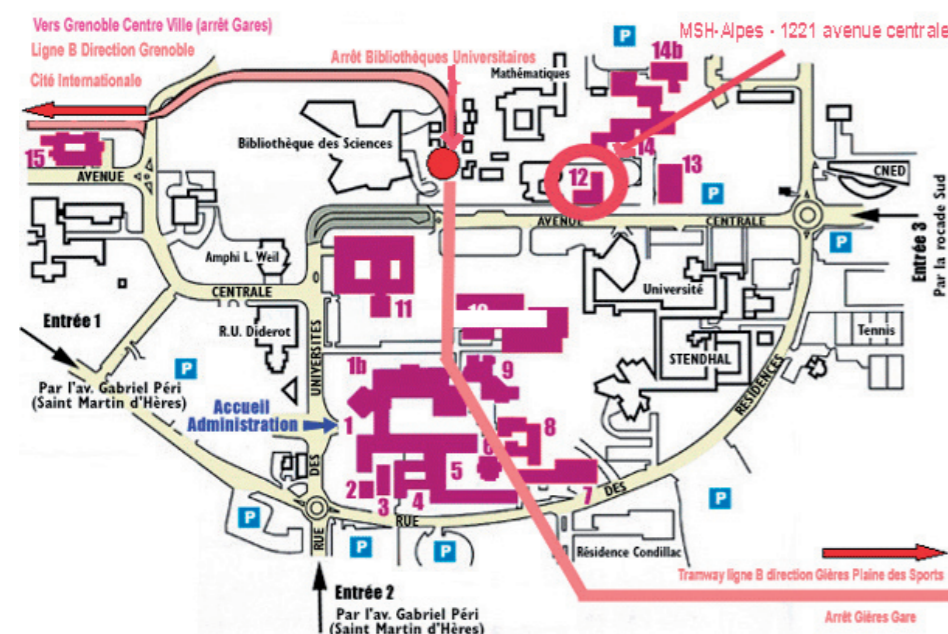 Vers Grenoble Centre Ville (arrêt Gares)
Ligne B Direction Grenoble
Cité Internationale
Arrêt Bibliothèques Universitaires
MSH-Alpes - 1221 avenue centrale
P
14b
Mathématiques
Bibliothèque des Sciences
15
AVENUE
14
12
13
P
CNED
AVENUE
CENTRALE
P
Entrée 3
Par la rocade Sud
Amphi L. Weil
CENTRALE
11
Université
Entrée 1
R.U. Diderot
UNIVERSITES
Tennis
STENDHAL
P
1b
9
Par l'av. Gabriel Péri
(Saint Martin d'Hères)
RESIDENCES
Accueil
Administration
1
8
6
5
DES
2
3
4
7
DES
P
RUE
P
RUE
P
P
Résidence Condillac
Tramway ligne B direction Gières Plaine des Sports
Entrée 2
Par l'av. Gabriel Péri
(Saint Martin d'Hères)
Arrêt Gières Gare